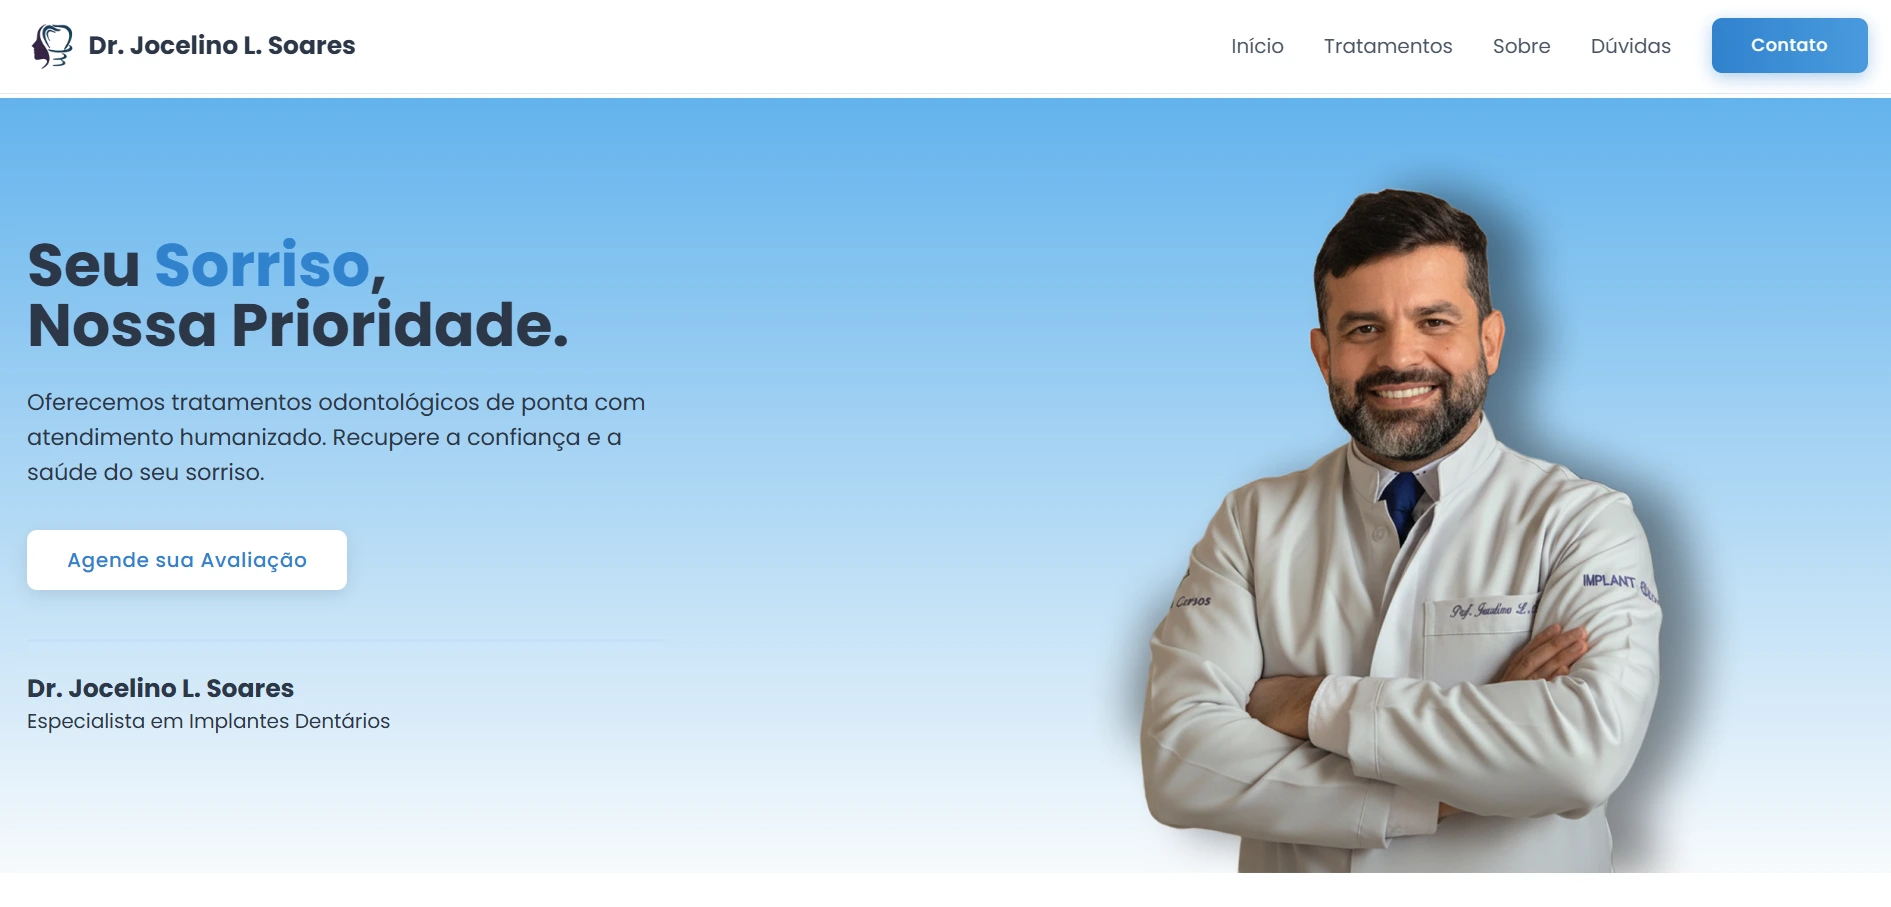 Dr. Jocelino L. Soares
Início
Tratamentos
Sobre
Dúvidas
Contato
Seu Sorriso,
Nossa Prioridade.
Oferecemos tratamentos odontológicos de ponta com
atendimento humanizado. Recupere a confiança e a
saúde do seu sorriso.
Agende sua Avaliação
Dr. Jocelino L. Soares
Especialista em Implantes Dentários
Cursos
Prof. Jocelino L.
IMPLANT